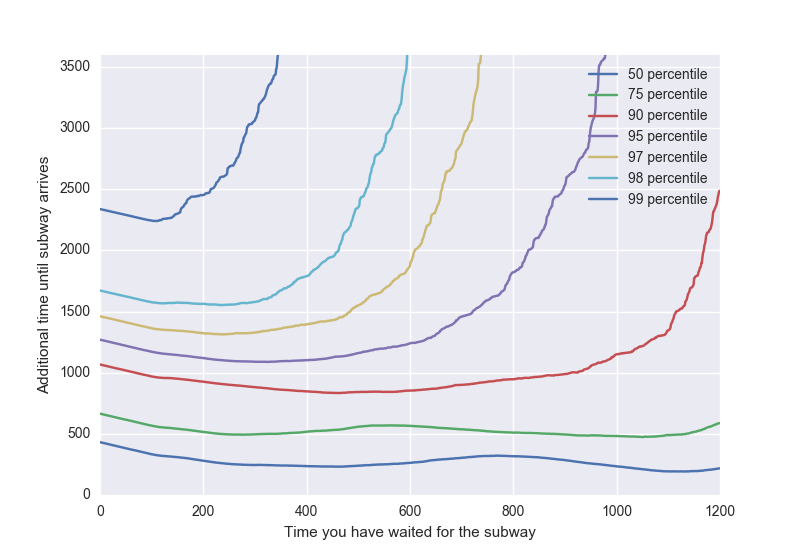 3500
3000
2500
2000
1500
1000
500
0
Additional time until subway arrives
0 200 400 600 800 1000 1200
Time you have waited for the subway
50 percentile
75 percentile
90 percentile
95 percentile
97 percentile
98 percentile
99 percentile